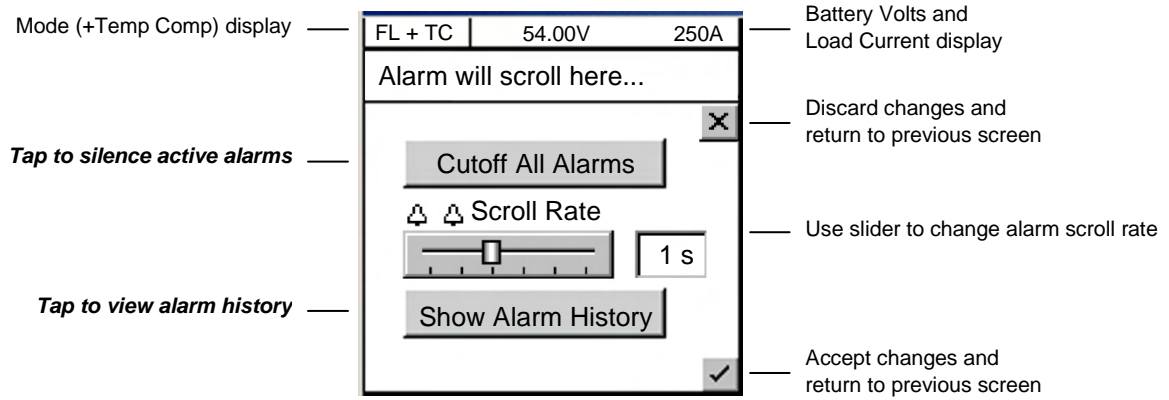 Mode (+Temp Comp) display
FL + TC
54.00V
250A
Battery Volts and
Load Current display
Alarm will scroll here...
Discard changes and
return to previous screen
Tap to silence active alarms
Cutoff All Alarms
Scroll Rate
Use slider to change alarm scroll rate
1 s
Tap to view alarm history
Show Alarm History
Accept changes and
return to previous screen